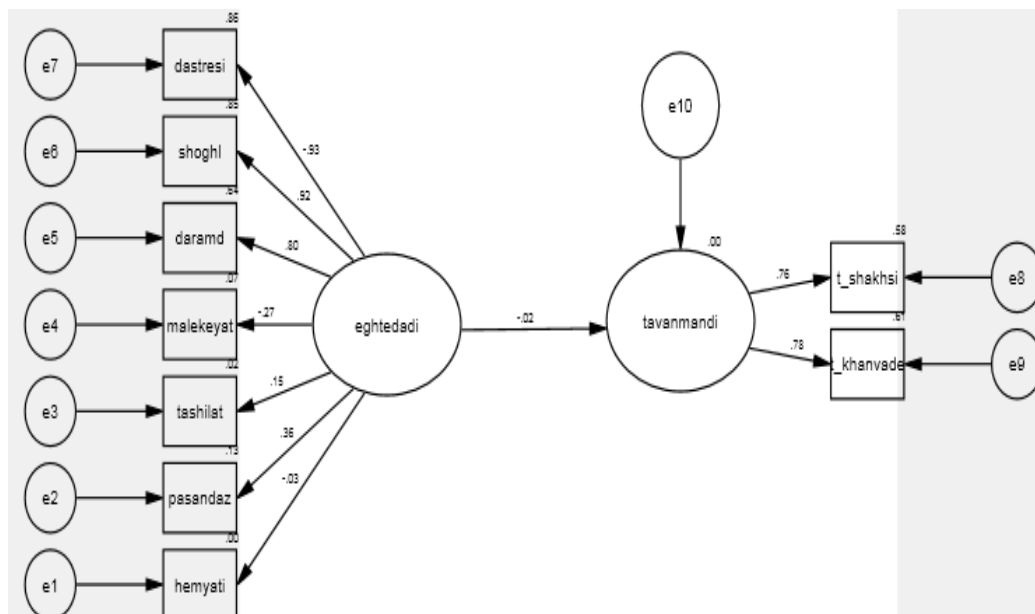 .86
e7
dastresi
.85
-.93
e10
e6
shoghl
.92
.64
e5
daramd
.80
.00
.58
.07
.76
t_shakhsi
e8
e4
malekeyat
-.27
eghtedadi
-.02
tavanmandi
.61
.02
.78
t_khanvade
e9
e3
tashilat
.15
.13
.36
e2
pasandaz
-.03
.00
e1
hemyati